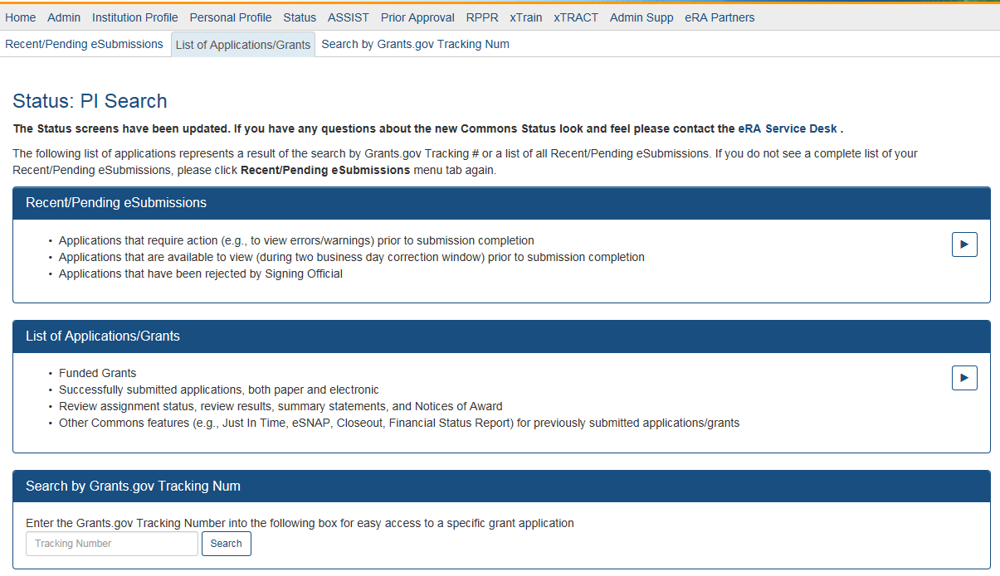 Home Admin Institution Profile Personal Profile Status ASSIST Prior Approval RPPR xTrain xTRACT Admin Supp eRA Partners
Recent/Pending eSubmissions List of Applications/Grants Search by Grants.gov Tracking Num
Status: PI Search
The Status screens have been updated. If you have any questions about the new Commons Status look and feel please contact the eRA Service Desk .
The following list of applications represents a result of the search by Grants.gov Tracking # or a list of all Recent/Pending eSubmissions. If you do not see a complete list of your
Recent/Pending eSubmissions, please click Recent/Pending eSubmissions menu tab again.
Recent/Pending eSubmissions
• Applications that require action (e.g., to view errors/warnings) prior to submission completion
• Applications that are available to view (during two business day correction window) prior to submission completion
• Applications that have been rejected by Signing Official
List of Applications/Grants
• Funded Grants
• Successfully submitted applications, both paper and electronic
• Review assignment status, review results, summary statements, and Notices of Award
• Other Commons features (e.g., Just In Time, eSNAP, Closeout, Financial Status Report) for previously submitted applications/grants
Search by Grants.gov Tracking Num
Enter the Grants.gov Tracking Number into the following box for easy access to a specific grant application
Tracking Number Search